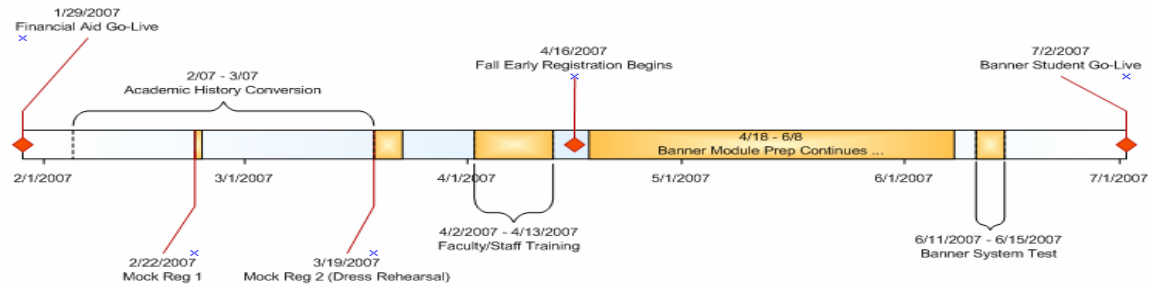 1/29/2007
Financial Aid Go-Live
4/16/2007
Fall Early Registration Begins
7/2/2007
Banner Student Go-Live
2/07 - 3/07
Academic History Conversion
4/18 - 6/8
Banner Module Prep Continues ...
2/1/2007
3/1/2007
4/1/2007
5/1/2007
6/1/2007
7/1/2007
2/22/2007
Mock Reg 1
3/19/2007
Mock Reg 2 (Dress Rehearsal)
4/2/2007 - 4/13/2007
Faculty/Staff Training
6/11/2007 - 6/15/2007
Banner System Test